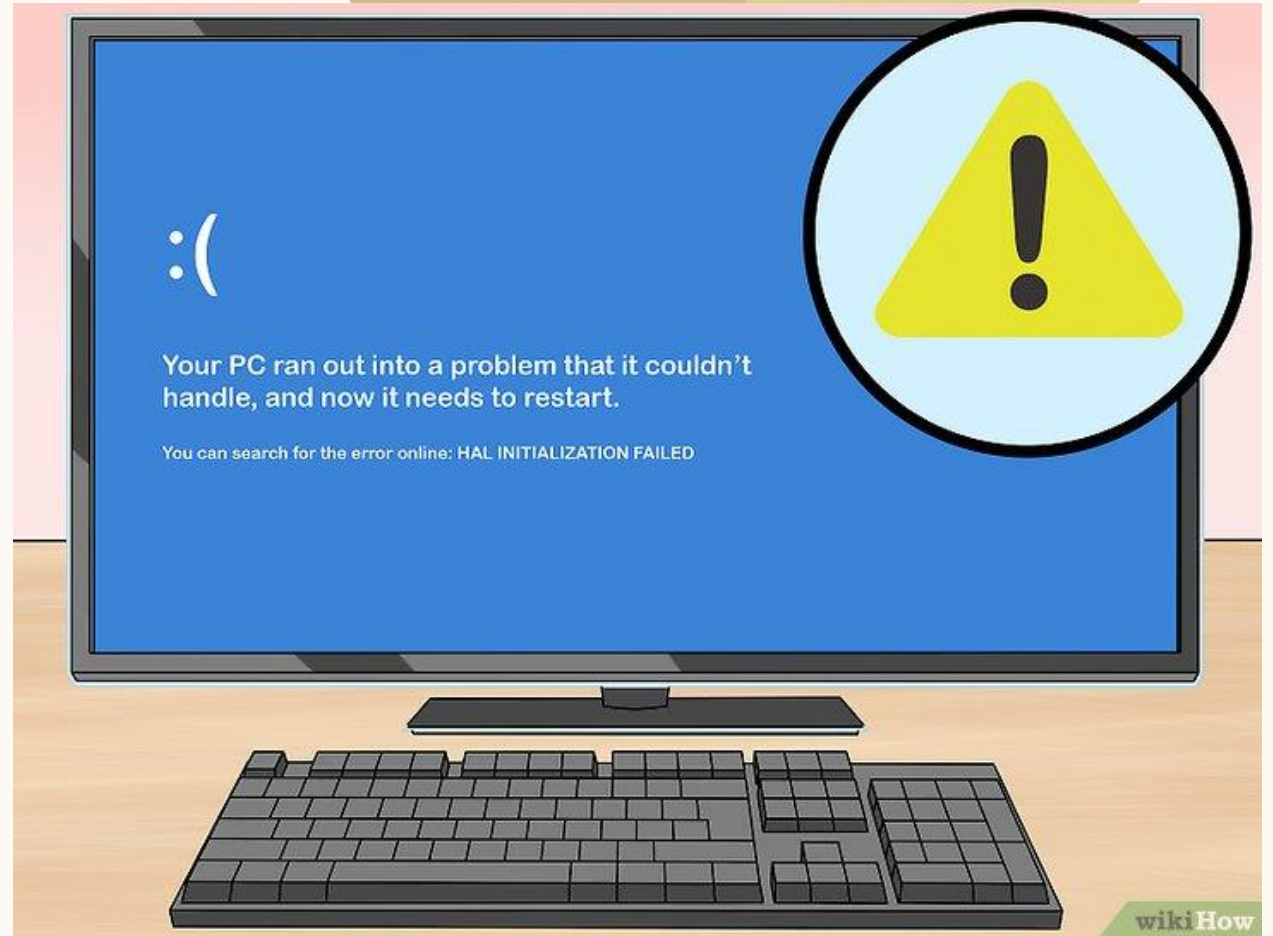 :(
Your PC ran out into a problem that it couldn't
handle, and now it needs to restart.
You can search for the error online: HAL INITIALIZATION FAILED
!
wikiHow